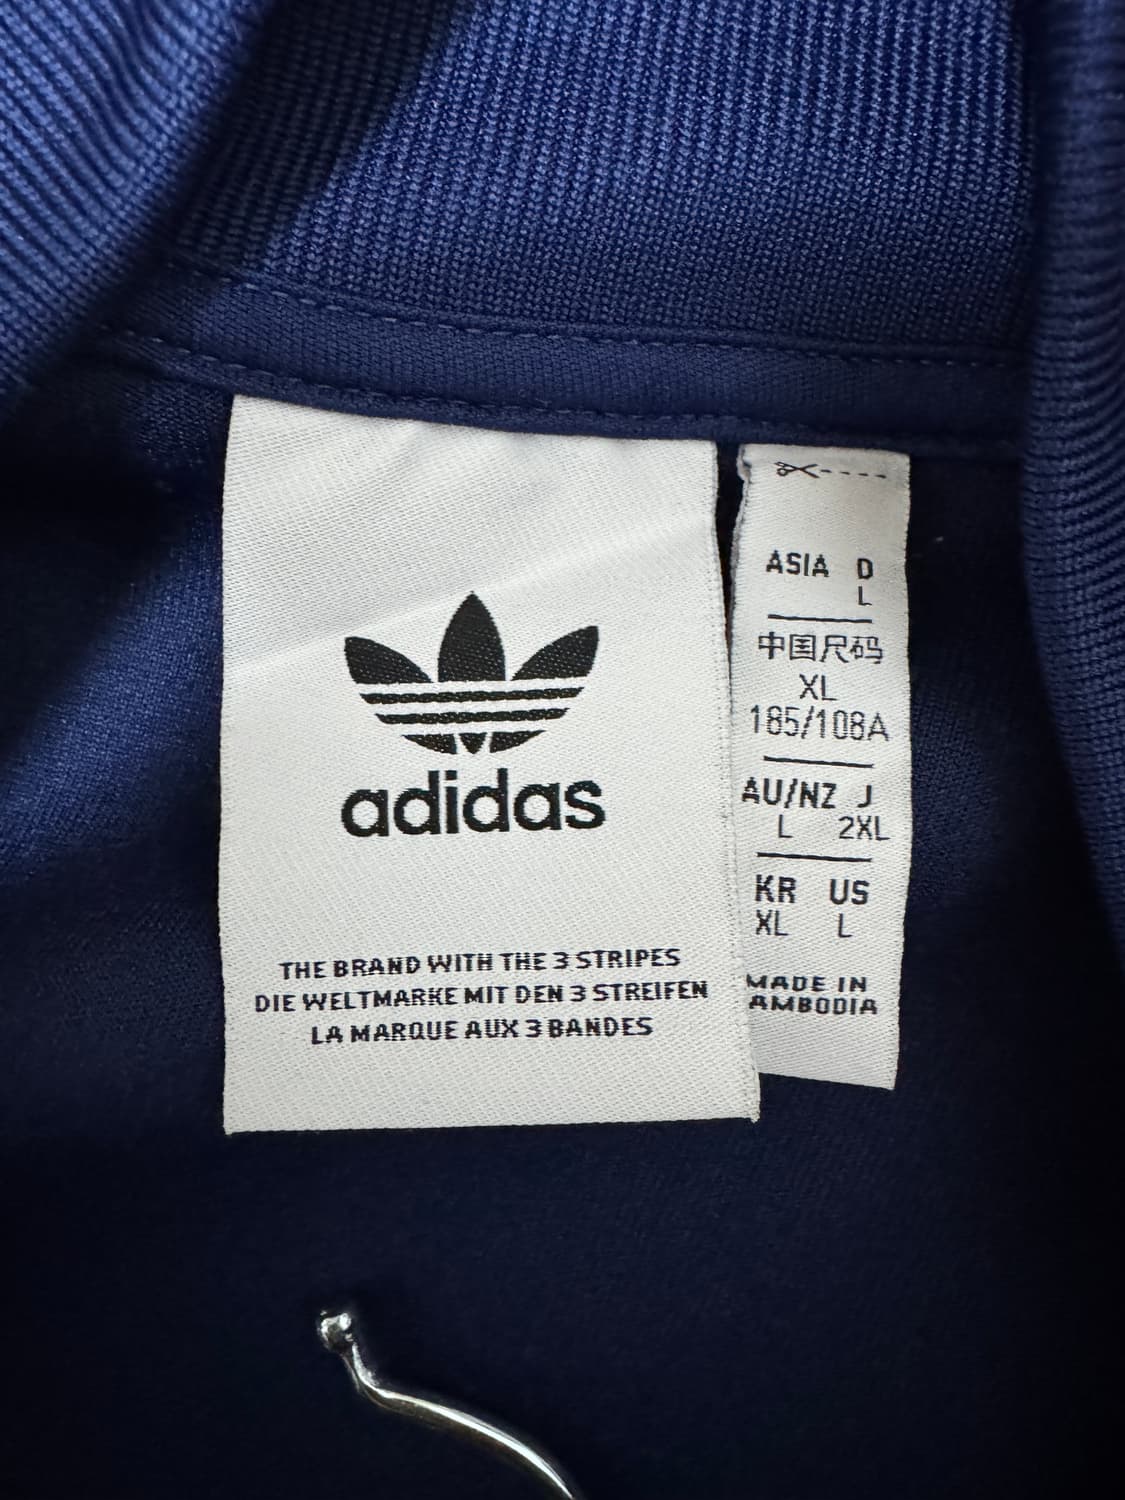 adidas
THE BRAND WITH THE 3 STRIPES
DIE WELTMARKE MIT DEN 3 STREIFEN
LA MARQUE AUX 3 BANDES
ASIA D
L
中国尺码
XL
185/108A
AU/NZ J
L 2XL
KR US
XL L
MADE IN
AMBODIA